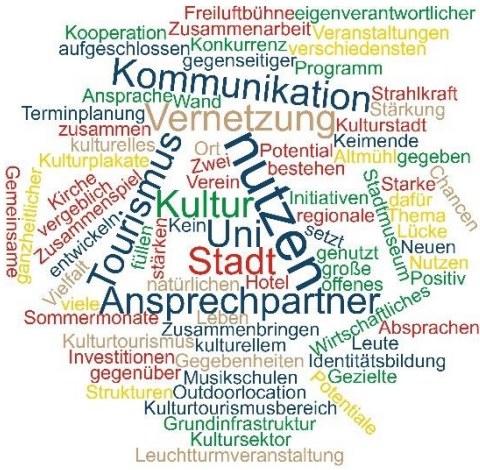 Freiluftbühne eigenverantwortlicher
Kooperation Zusammenarbeit Veranstaltungen
aufgeschlossen Konkurrenz verschiedensten
gegenseitiger Programm
Kommunikation
Ansprache Wand Strahlkraft
Terminplanung Vernetzung Stärkung
zusammen Kulturstadt
kulturelles Ort Potential Keimende
Kulturplakate Zwei bestehen Altmühl gegeben
Kirche Verein Starke Chancen
vergeblich Tourismus nutzen Initiativen dafür
Gemeinsame ganzheitlicher Zusammenspiel Kultur regionale Stadtmuseum Thema
entwickeln- füllen stärken Kein Uni setzt Lücke
Vielfalt Stadt genutzt Neuen
große Nutzen
viele natürlichen Hotel offenes Positiv
Ansprechpartner
Sommermonate Leben Wirtschaftliches
Zusammenbringen Absprachen
Kulturtourismus kulturellem Leute
Investitionen Gegebenheiten Identitätsbildung
gegenüber Musikschulen Gezielte
Strukturen Outdoorlocation Potentiale
Kulturtourismusbereich
Grundinfrastruktur
Kultursektor
Leuchtturmveranstaltung